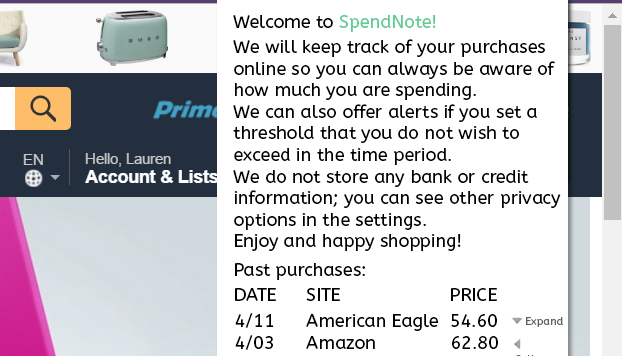 Welcome to SpendNote!
We will keep track of your purchases
online so you can always be aware of
how much you are spending.
We can also offer alerts if you set a
threshold that you do not wish to
exceed in the time period.
We do not store any bank or credit
information; you can see other privacy
options in the settings.
Enjoy and happy shopping!
Past purchases:
DATE SITE PRICE
4/11 American Eagle 54.60 Expand
4/03 Amazon 62.80
SMEG
Prime
EN
Hello, Lauren
Account & Lists